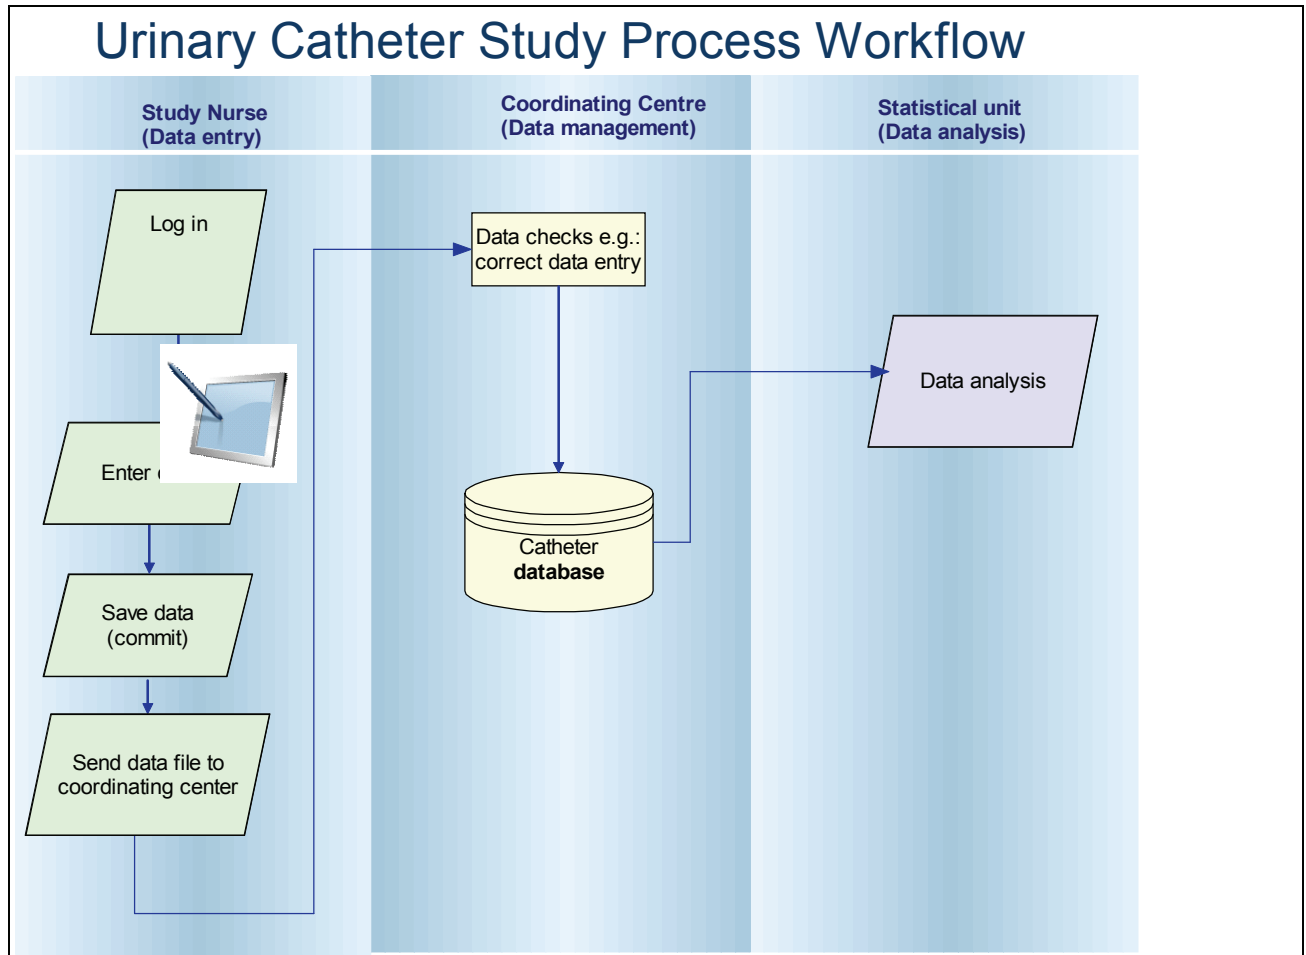 Urinary Catheter Study Process Workflow
Study Nurse
(Data entry)
Coordinating Centre
(Data management)
Statistical unit
(Data analysis)
Log in
Enter
Save data
(commit)
Send data file to
coordinating center
Data checks e.g.:
correct data entry
Catheter
database
Data analysis